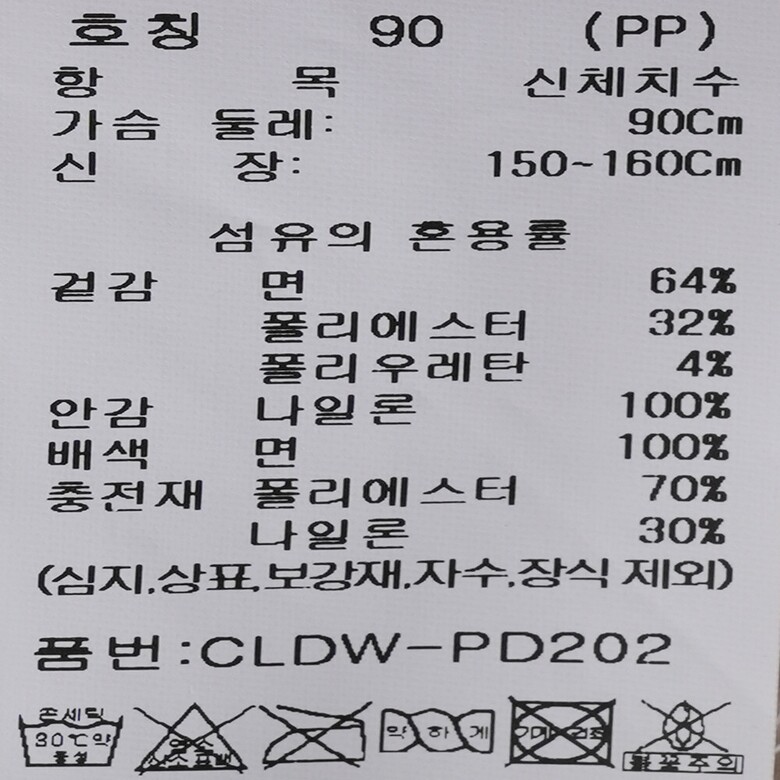 호칭 90 (PP)
항 목 신체치수
가슴 둘레: 90Cm
신 장: 150~160Cm
섬유의 혼용률
겉감 면 64%
폴리에스터 32%
폴리우레탄 4%
안감 나일론 100%
배색 면 100%
충전재 폴리에스터 70%
나일론 30%
(심지,상표,보강재,자수,장식 제외)
품번:CLDW-PD202
30℃약
약하게